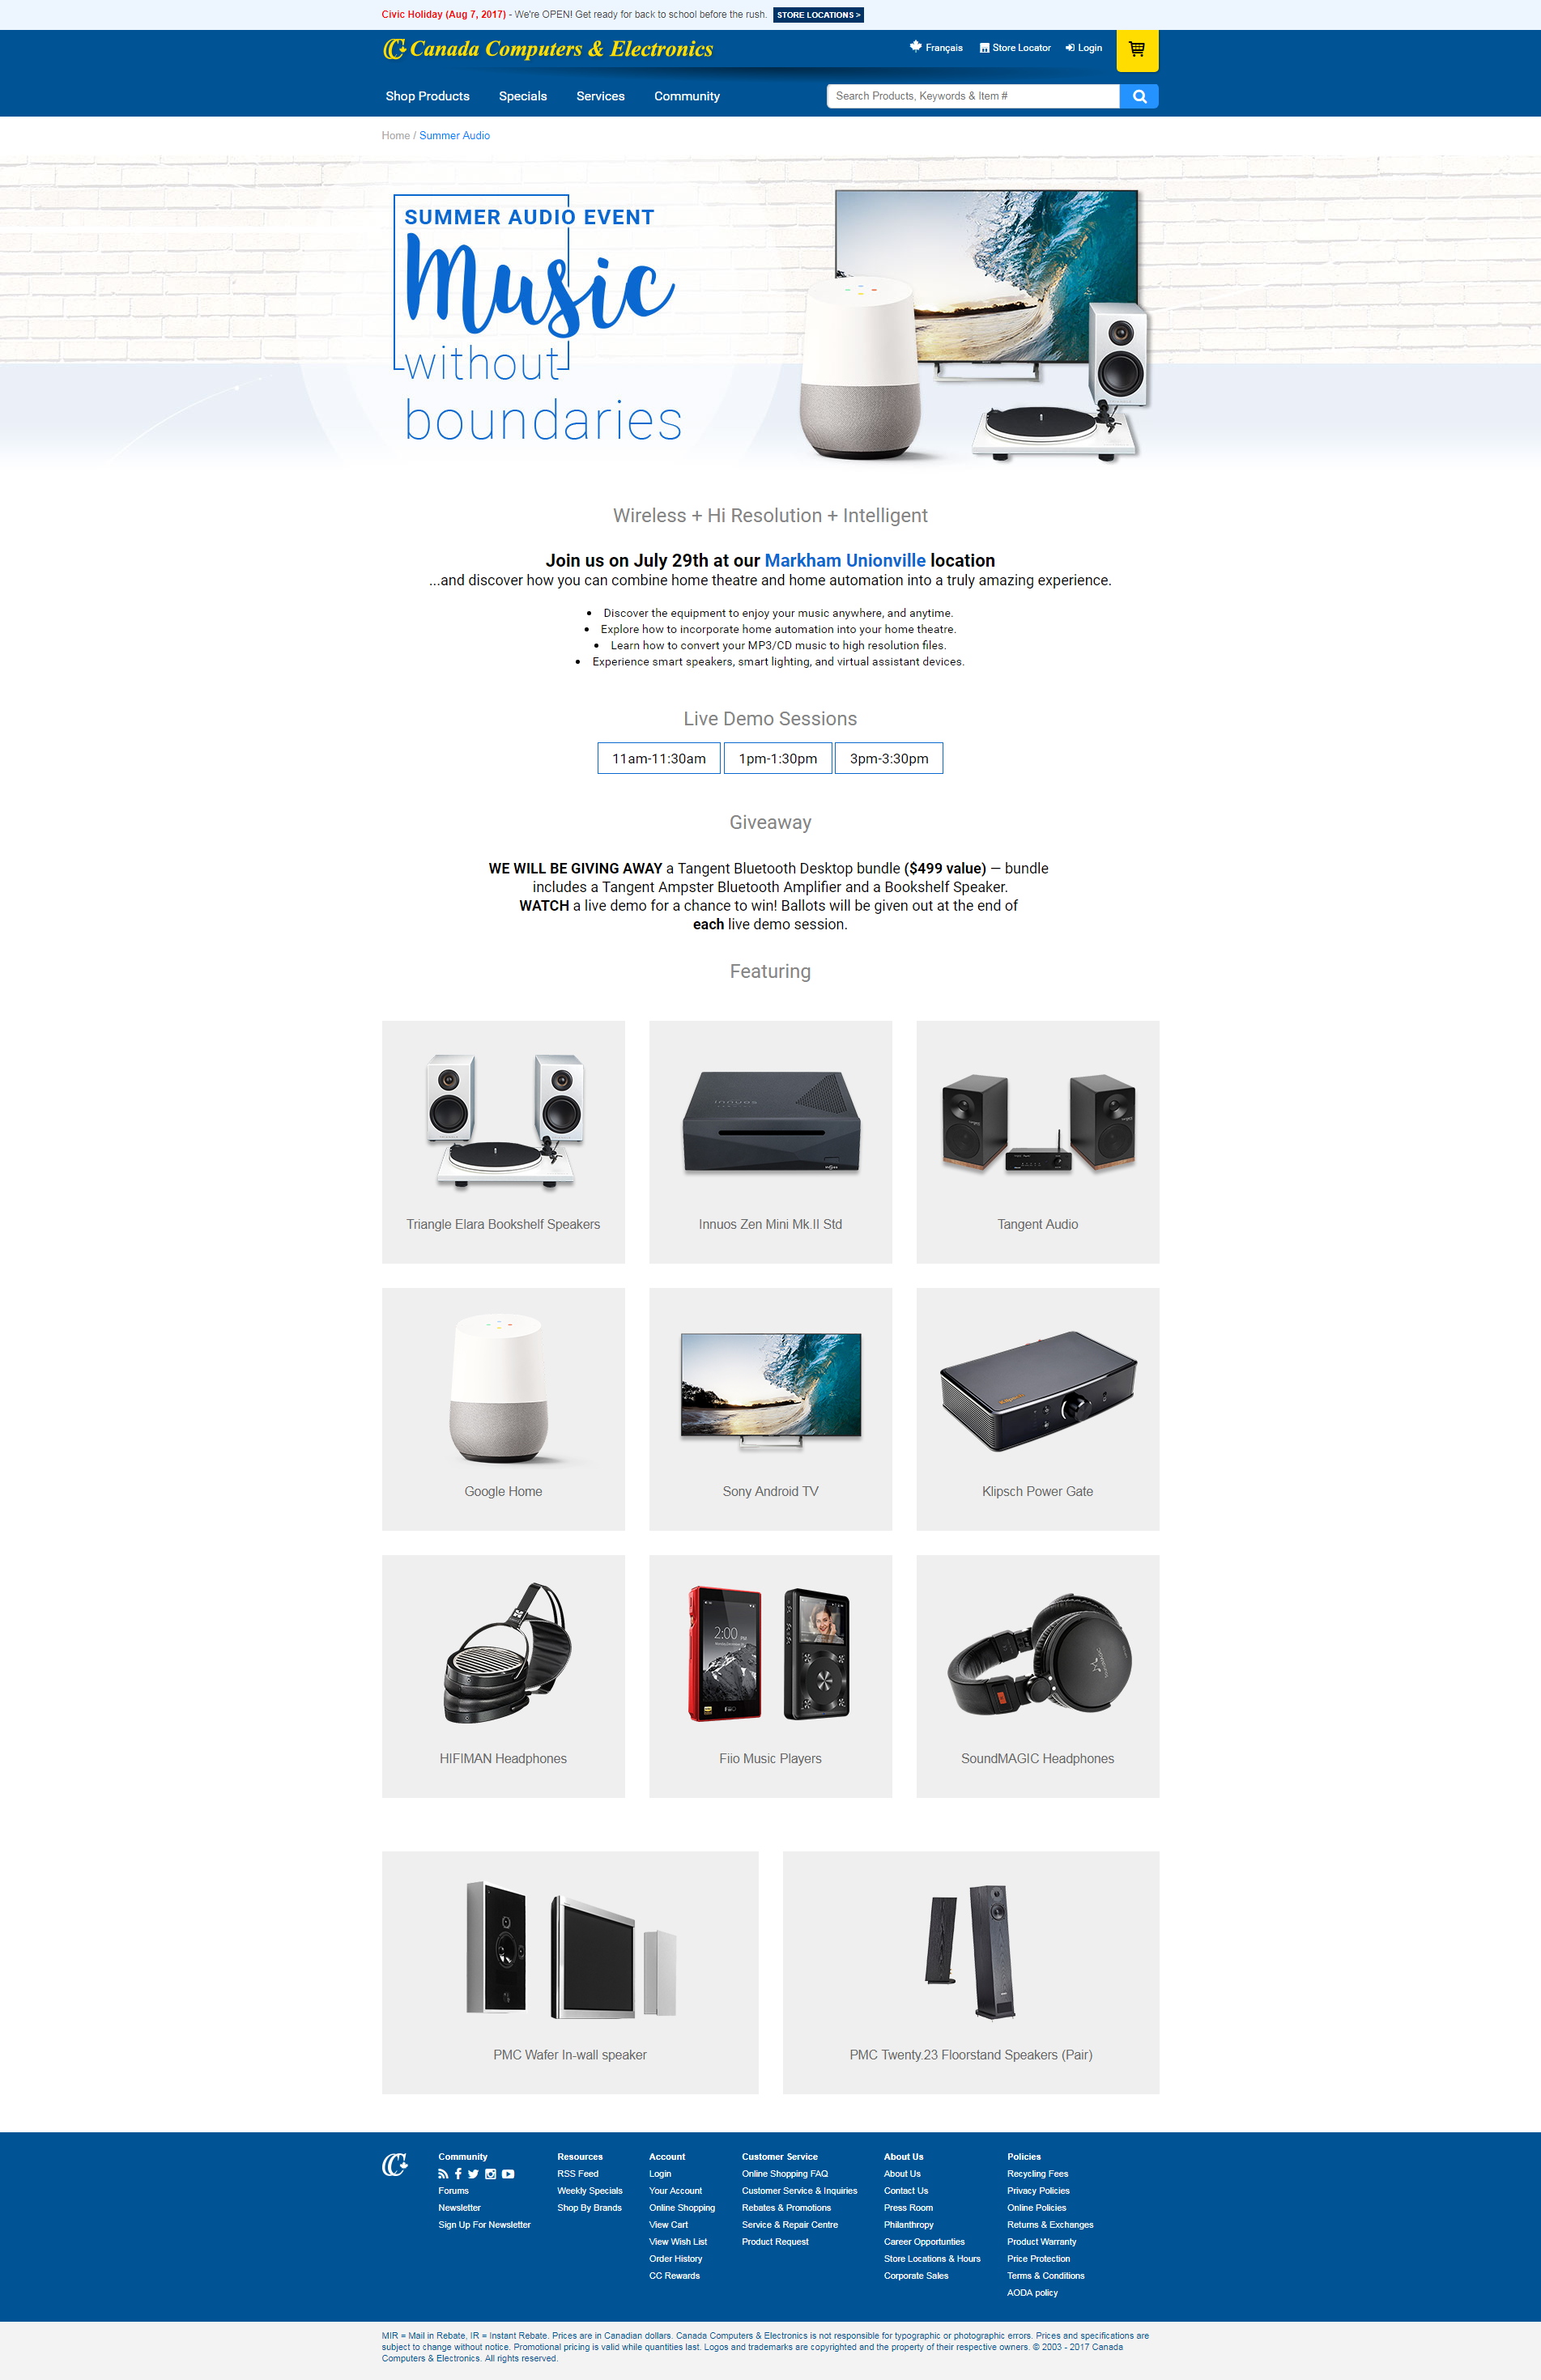 Civic Holiday (Aug 7, 2017) - We're OPEN! Get ready for back to school before the rush. STORE LOCATIONS >
Canada Computers & Electronics
Français Store Locator Login
Shop Products Specials Services Community
Search Products, Keywords & Item #
Home / Summer Audio
SUMMER AUDIO EVENT
Music
without
boundaries
Wireless + Hi Resolution + Intelligent
Join us on July 29th at our Markham Unionville location
...and discover how you can combine home theatre and home automation into a truly amazing experience.
• Discover the equipment to enjoy your music anywhere, and anytime.
• Explore how to incorporate home automation into your home theatre.
• Learn how to convert your MP3/CD music to high resolution files.
• Experience smart speakers, smart lighting, and virtual assistant devices.
Live Demo Sessions
11am-11:30am 1pm-1:30pm 3pm-3:30pm
Giveaway
WE WILL BE GIVING AWAY a Tangent Bluetooth Desktop bundle ($499 value) — bundle
includes a Tangent Ampster Bluetooth Amplifier and a Bookshelf Speaker.
WATCH a live demo for a chance to win! Ballots will be given out at the end of
each live demo session.
Featuring
innuos
Triangle Elara Bookshelf Speakers Innuos Zen Mini Mk.II Std Tangent Audio
Google Home Sony Android TV Klipsch Power Gate
2:00 PM
FiiO
HIFIMAN Headphones Fiio Music Players SoundMAGIC Headphones
PMC Wafer In-wall speaker PMC Twenty.23 Floorstand Speakers (Pair)
Community Resources Account Customer Service About Us Policies
RSS Feed Login Online Shopping FAQ About Us Recycling Fees
Forums Weekly Specials Your Account Customer Service & Inquiries Contact Us Privacy Policies
Newsletter Shop By Brands Online Shopping Rebates & Promotions Press Room Online Policies
Sign Up For Newsletter View Cart Service & Repair Centre Philanthropy Returns & Exchanges
View Wish List Product Request Career Opportunties Product Warranty
Order History Store Locations & Hours Price Protection
CC Rewards Corporate Sales Terms & Conditions
AODA policy
MIR = Mail in Rebate, IR = Instant Rebate. Prices are in Canadian dollars. Canada Computers & Electronics is not responsible for typographic or photographic errors. Prices and specifications are
subject to change without notice. Promotional pricing is valid while quantities last. Logos and trademarks are copyrighted and the property of their respective owners. © 2003 - 2017 Canada
Computers & Electronics. All rights reserved.